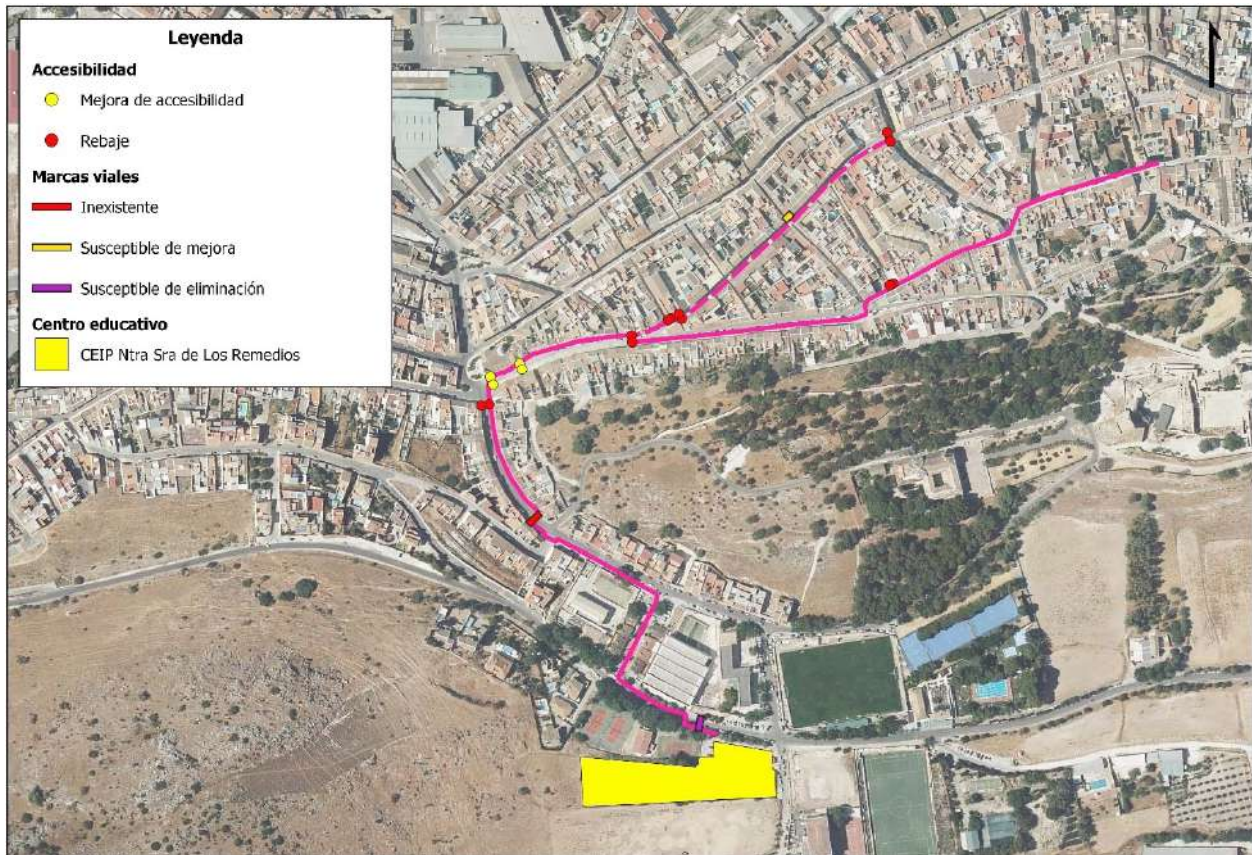 Leyenda
Accesibilidad
Mejora de accesibilidad
Rebaje
Marcas viales
Inexistente
Susceptible de mejora
Susceptible de eliminación
Centro educativo
CEIP Ntra Sra de Los Remedios